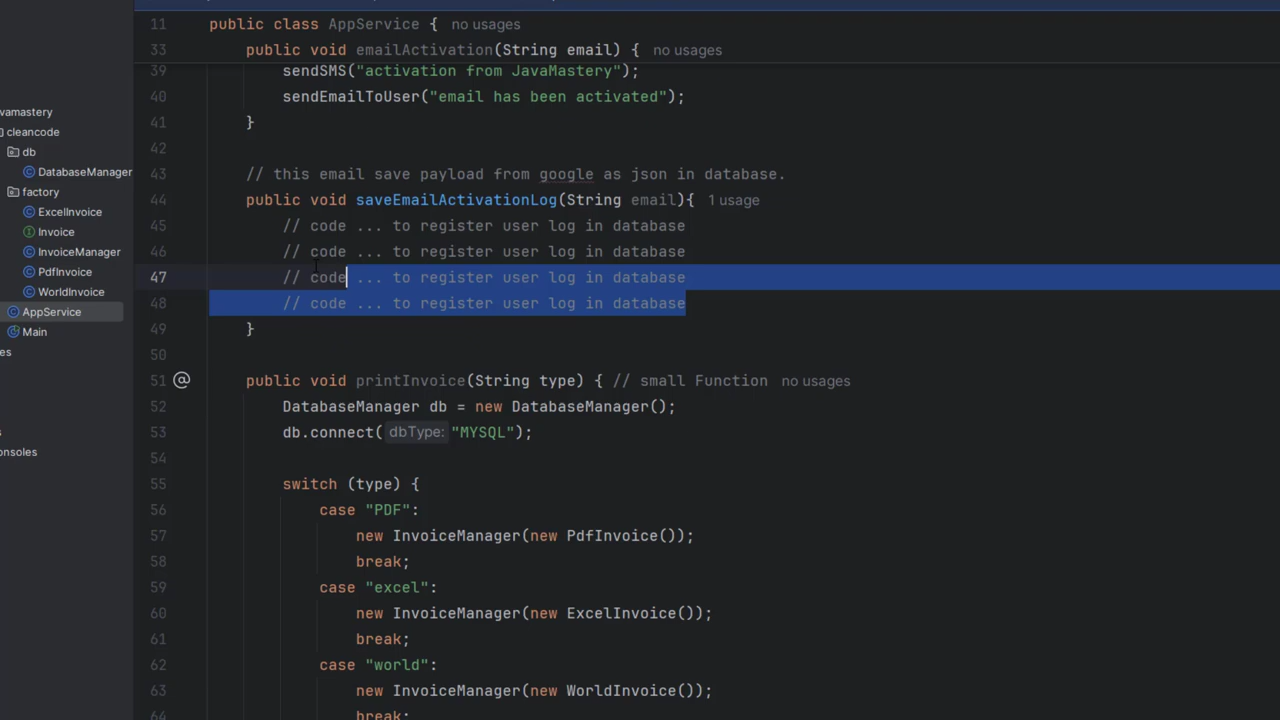 vamastery
cleancode
db
DatabaseManager
factory
ExcelInvoice
Invoice
InvoiceManager
PdfInvoice
WorldInvoice
AppService
Main
es
s
onsoles
11 public class AppService { no usages
33 public void emailActivation(String email) { no usages
39 sendSMS("activation from JavaMastery");
40 sendEmailToUser("email has been activated");
41 }
42
43 // this email save payload from google as json in database.
44 public void saveEmailActivationLog(String email){ 1 usage
45 // code ... to register user log in database
46 // code ... to register user log in database
47 // code ... to register user log in database
48 // code ... to register user log in database
49 }
50
51 @ public void printInvoice(String type) { // small Function no usages
52 DatabaseManager db = new DatabaseManager();
53 db.connect( dbType: "MYSQL");
54
55 switch (type) {
56 case "PDF":
57 new InvoiceManager(new PdfInvoice());
58 break;
59 case "excel":
60 new InvoiceManager(new ExcelInvoice());
61 break;
62 case "world":
63 new InvoiceManager(new WorldInvoice());
64 break;